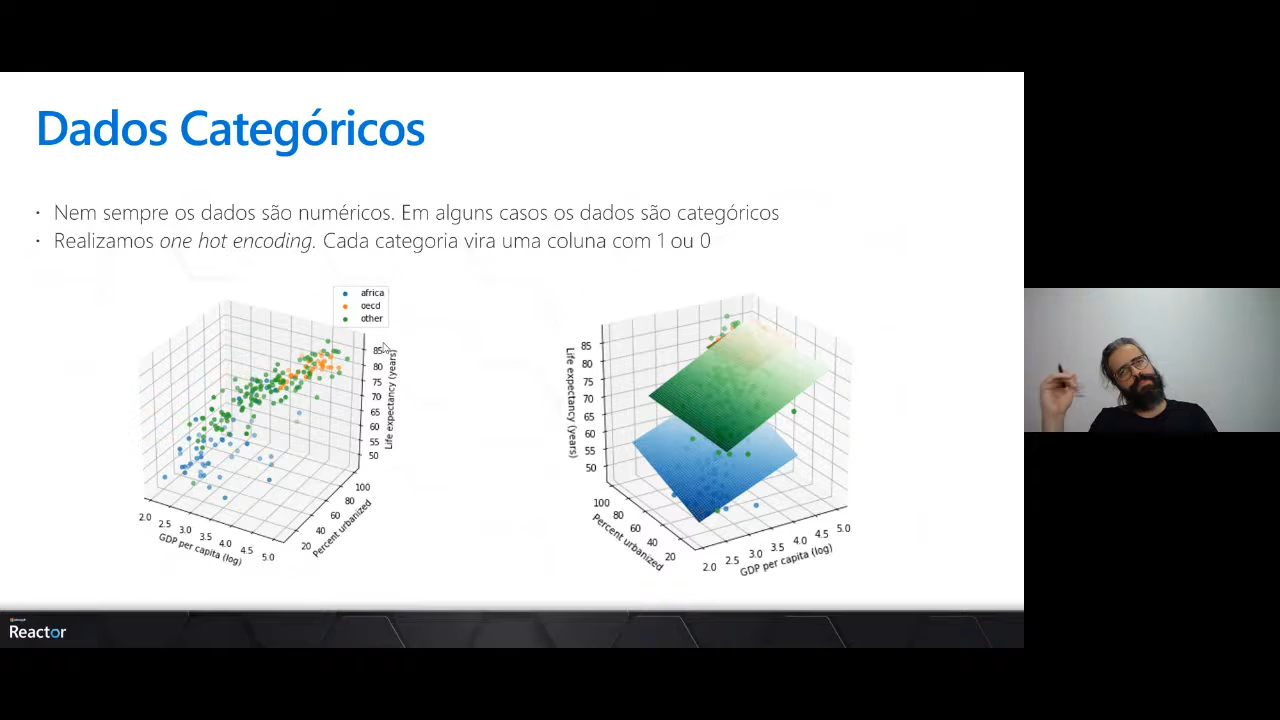 Dados Categóricos
· Nem sempre os dados são numéricos. Em alguns casos os dados são categóricos
· Realizamos one hot encoding. Cada categoria vira uma coluna com 1 ou 0
africa
oecd
other
85
80
75
70
65
60
55
50
Life expectancy (years)
100
80
60
40
20
Percent urbanized
2.0 2.5 3.0 3.5 4.0 4.5 5.0
GDP per capita (log)
85
80
75
70
65
60
55
50
Life expectancy (years)
100
80
60
40
20
Percent urbanized
2.0 2.5 3.0 3.5 4.0 4.5 5.0
GDP per capita (log)
Reactor